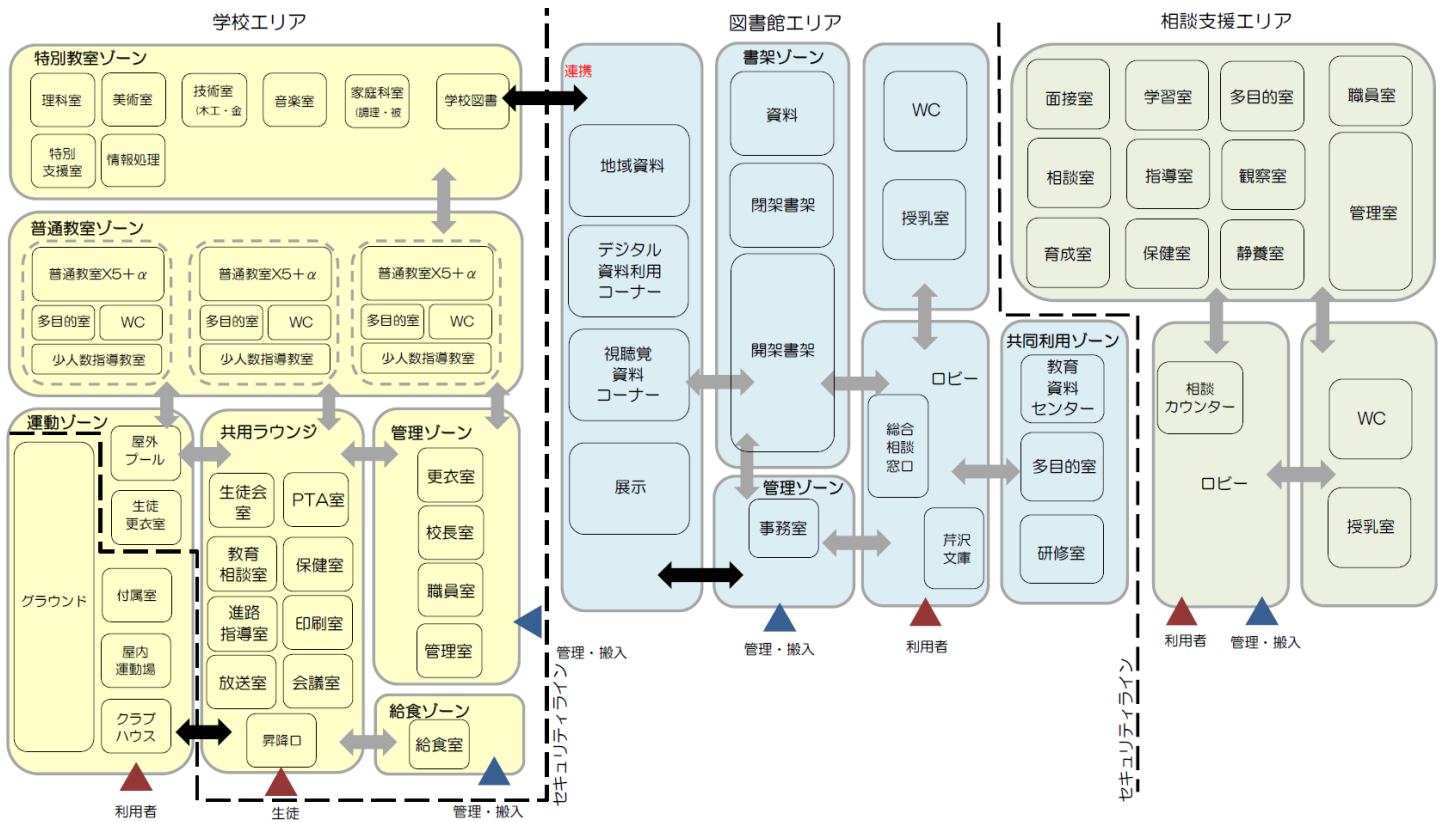 学校エリア
図書館エリア
相談支援エリア
特別教室ゾーン
理科室
美術室
技術室
(木工・金
音楽室
家庭科室
(調理・被
学校図書
特別
支援室
情報処理
普通教室ゾーン
普通教室X5+α
多目的室
WC
少人数指導教室
普通教室X5+α
多目的室
WC
少人数指導教室
普通教室X5+α
多目的室
WC
少人数指導教室
運動ゾーン
グラウンド
屋外
プール
生徒
更衣室
付属室
屋内
運動場
クラブ
ハウス
利用者
共用ラウンジ
生徒会
室
PTA室
教育
相談室
保健室
進路
指導室
印刷室
放送室
会議室
昇降口
生徒
管理ゾーン
更衣室
校長室
職員室
管理室
管理・搬入
給食ゾーン
給食室
管理・搬入
セキュリティライン
連携
地域資料
デジタル
資料利用
コーナー
視聴覚
資料
コーナー
展示
書架ゾーン
資料
閉架書架
開架書架
管理ゾーン
事務室
管理・搬入
WC
授乳室
ロビー
総合
相談
窓口
芹沢
文庫
利用者
共同利用ゾーン
教育
資料
センター
多目的室
研修室
セキュリティライン
面接室
学習室
多目的室
職員室
相談室
指導室
観察室
管理室
育成室
保健室
静養室
相談
カウンター
ロビー
利用者
管理・搬入
WC
授乳室